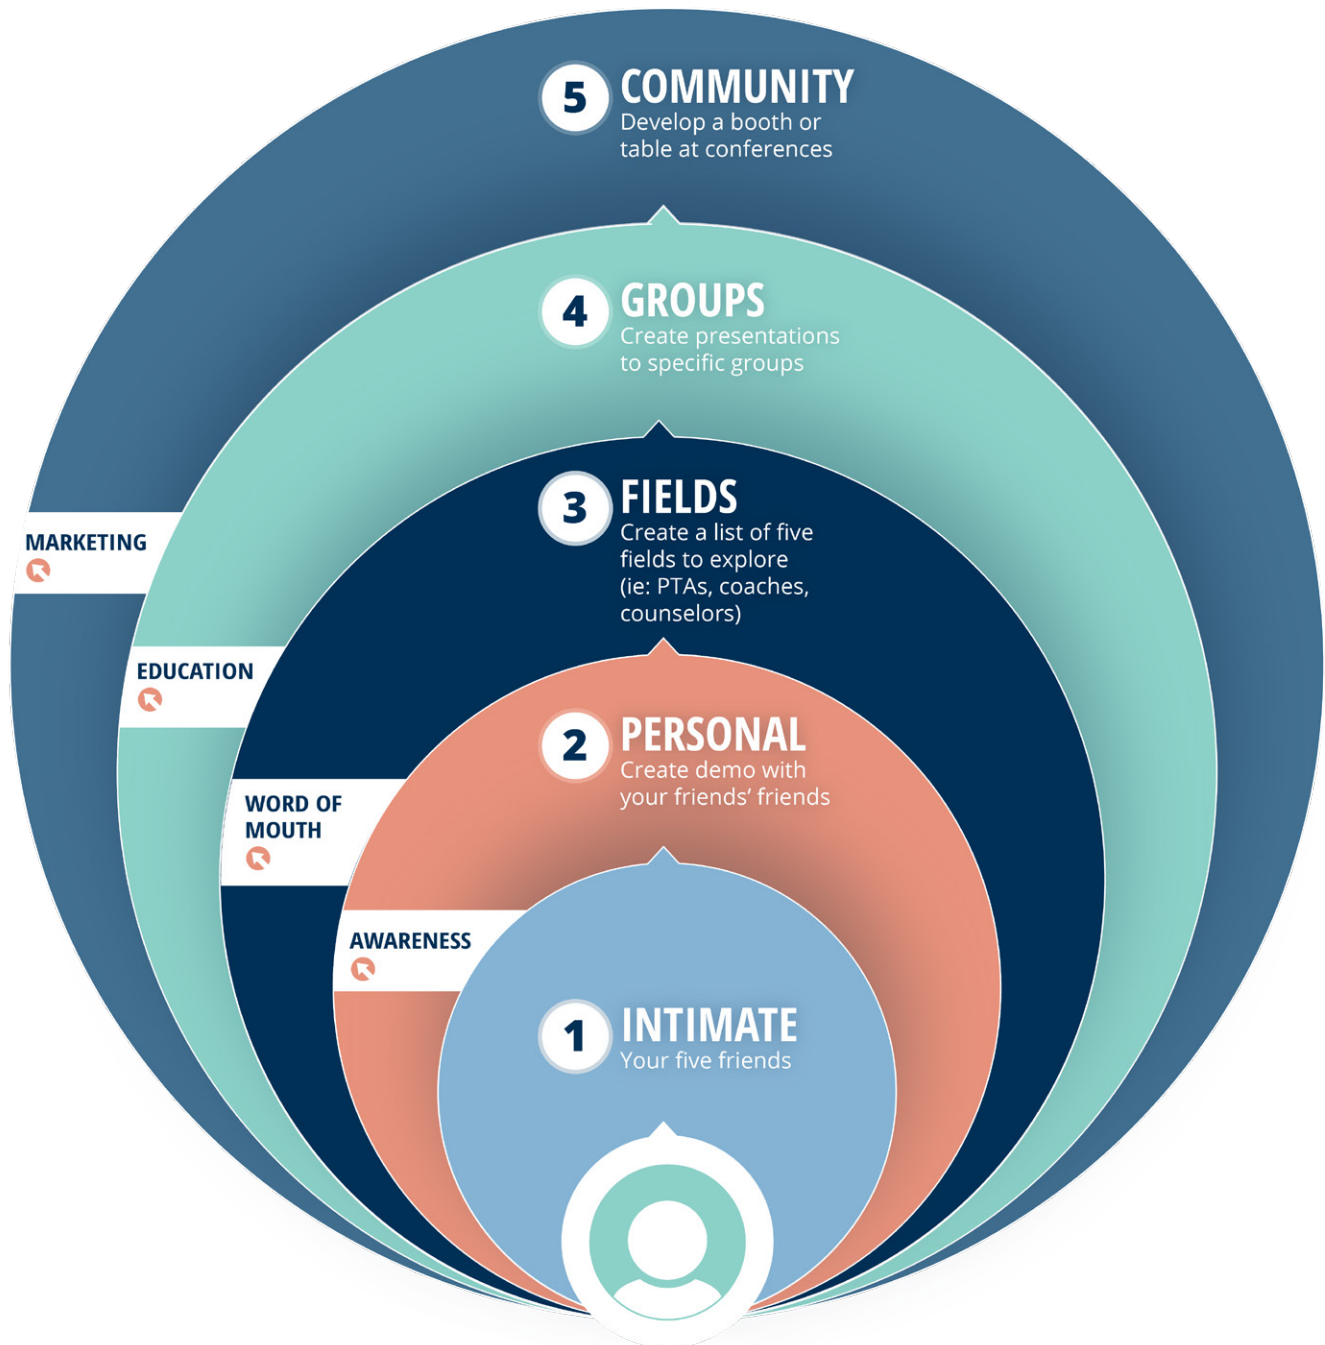 5
COMMUNITY
Develop a booth or
table at conferences
4
GROUPS
Create presentations
to specific groups
3
FIELDS
Create a list of five
fields to explore
(ie: PTAs, coaches,
counselors)
MARKETING
EDUCATION
2
PERSONAL
Create demo with
your friends’ friends
WORD OF
MOUTH
AWARENESS
1
INTIMATE
Your five friends